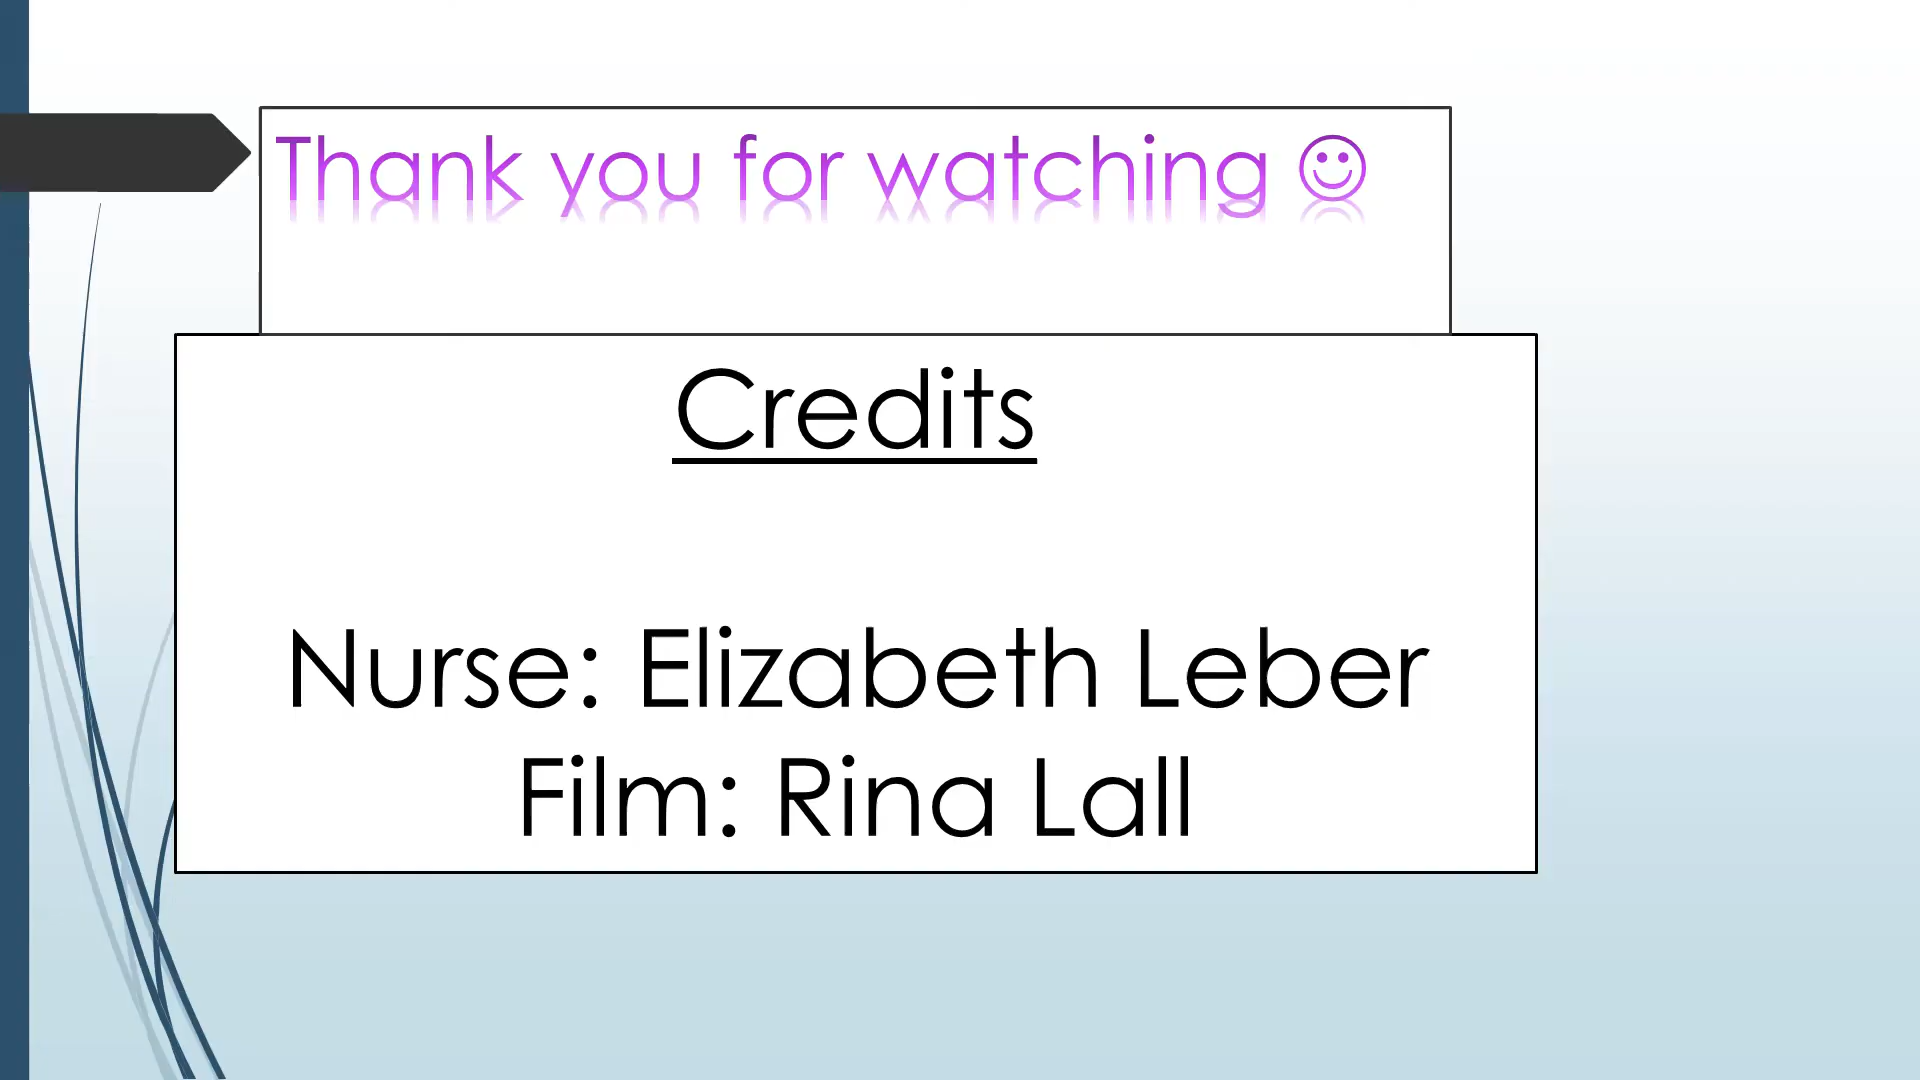 Thank you for watching ☺
Credits
Nurse: Elizabeth Leber
Film: Rina Lall